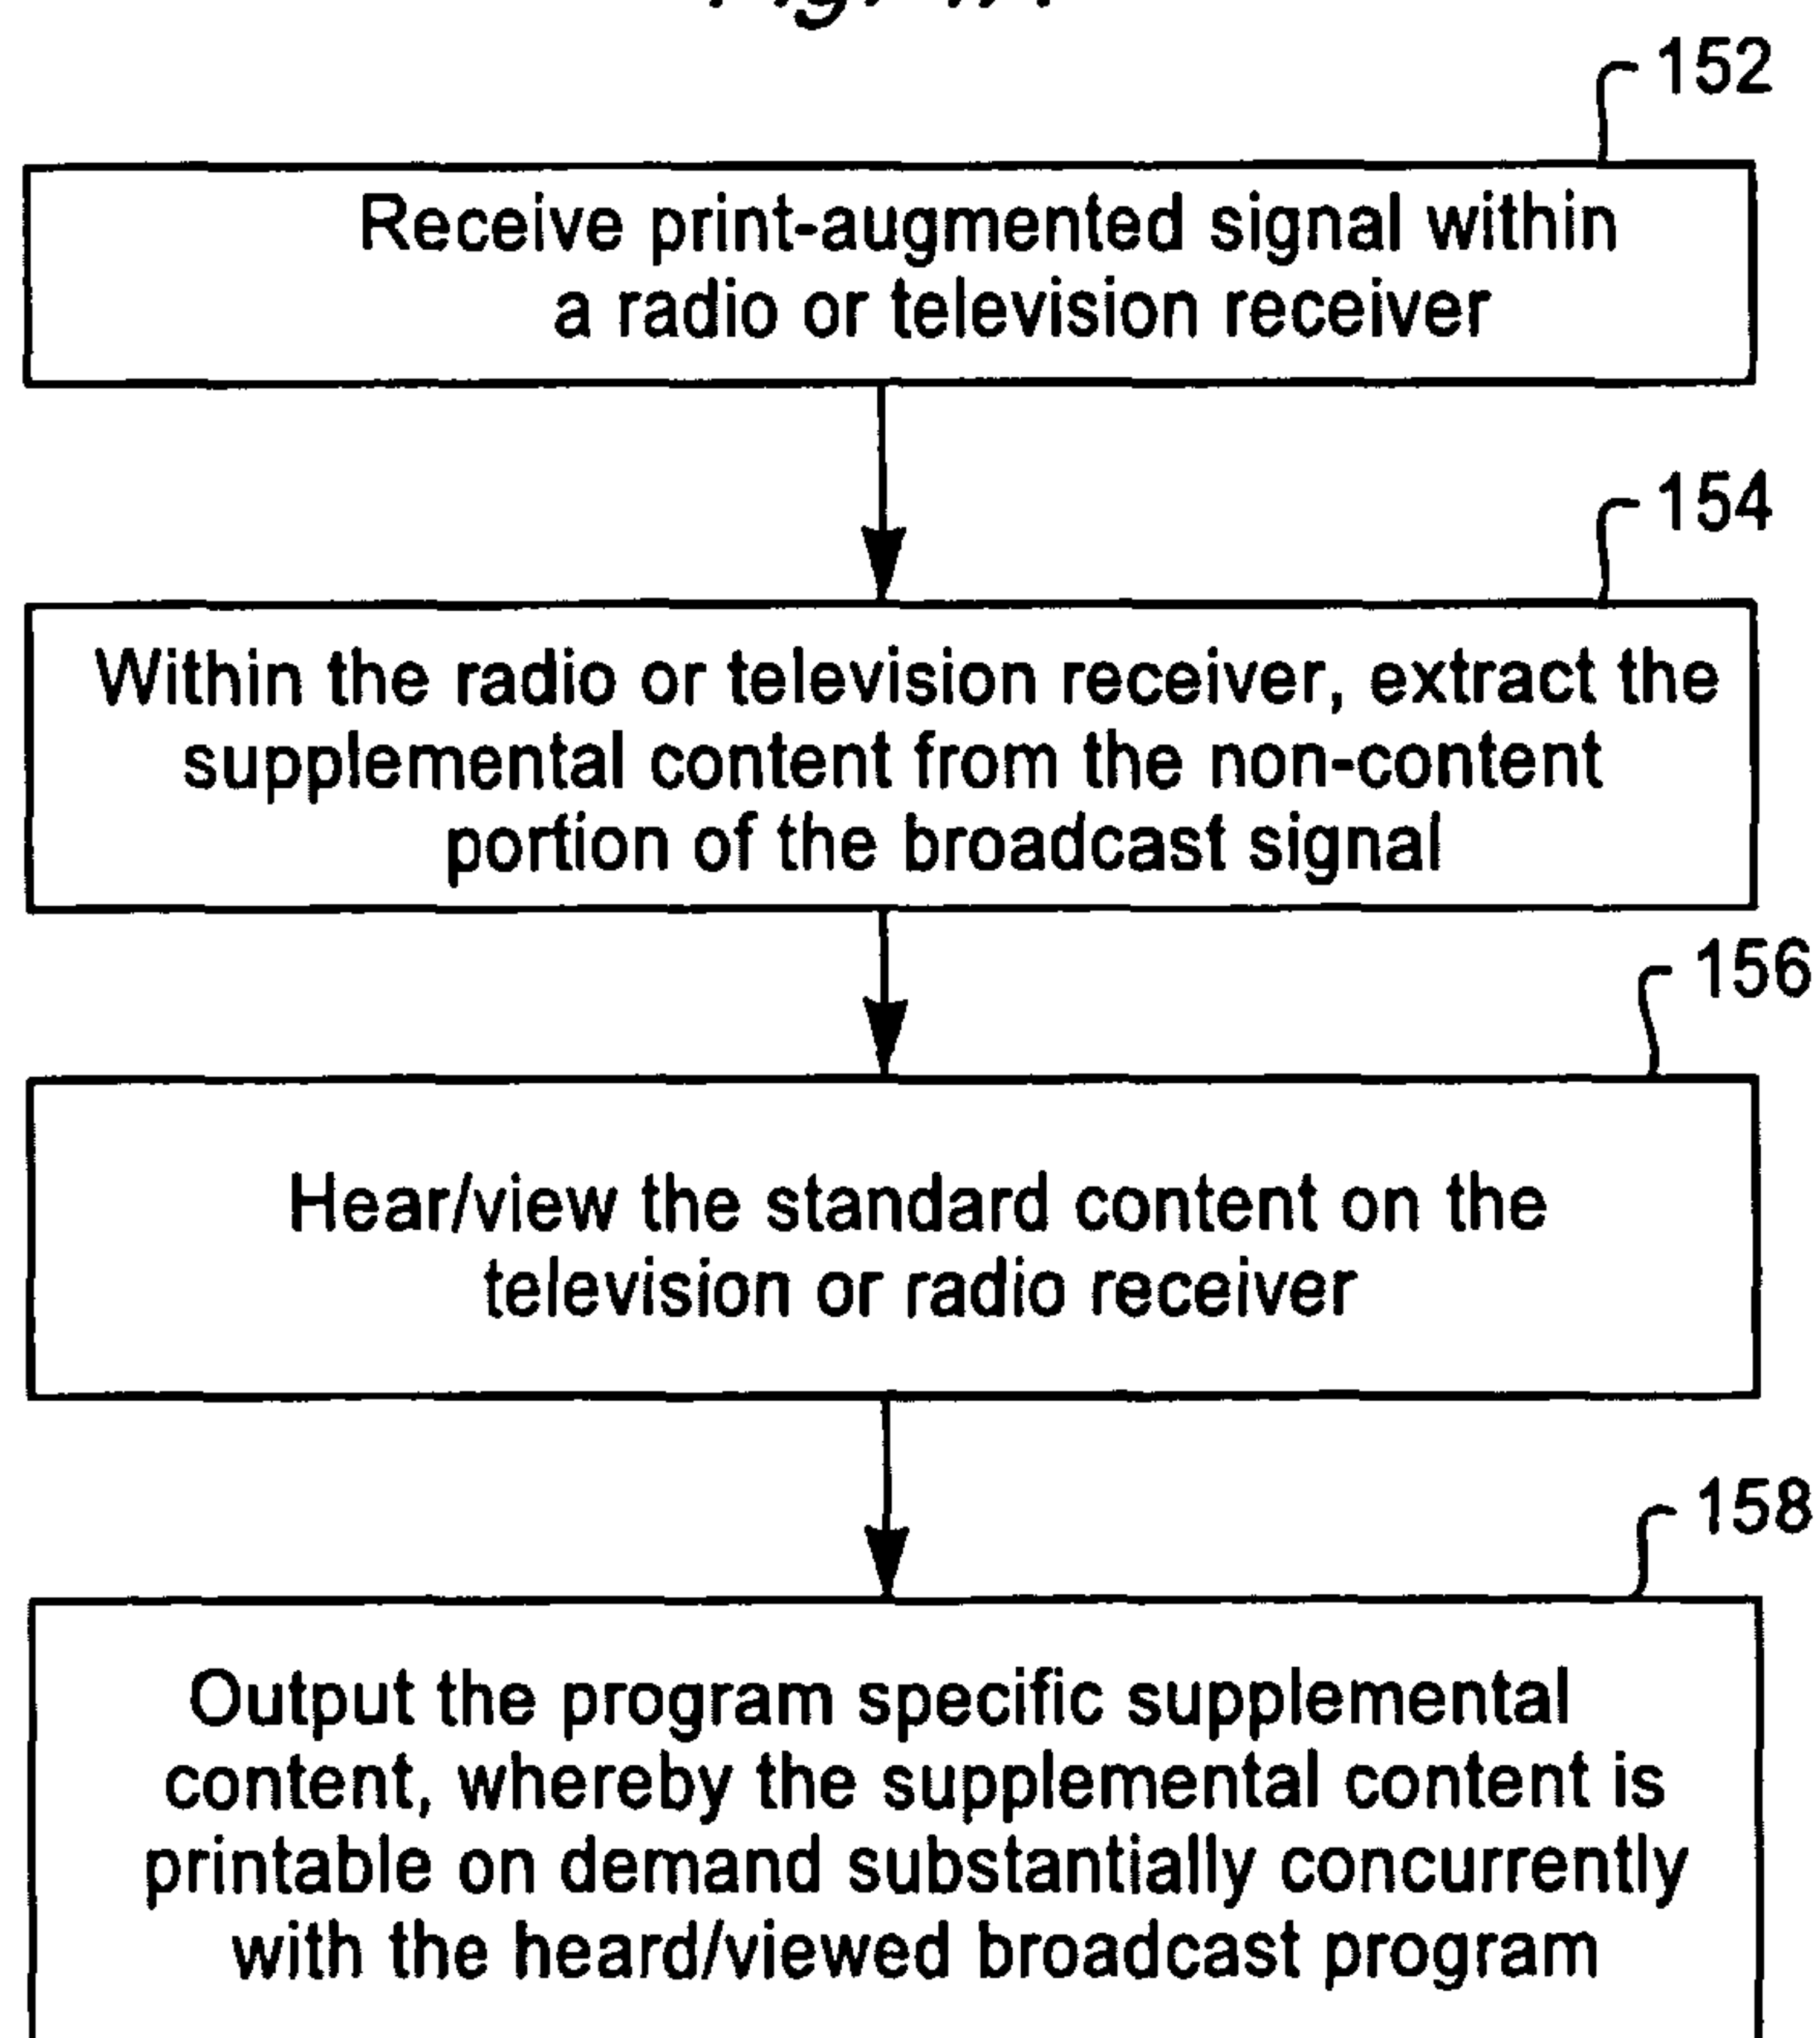 152
Receive print-augmented signal within
a radio or television receiver
154
Within the radio or television receiver, extract the
supplemental content from the non-content
portion of the broadcast signal
156
Hear/view the standard content on the
television or radio receiver
158
Output the program specific supplemental
content, whereby the supplemental content is
printable on demand substantially concurrently
with the heard/viewed broadcast program